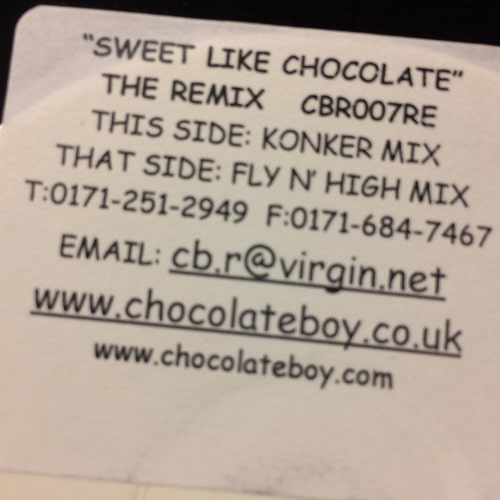 "SWEET LIKE CHOCOLATE"
THE REMIX CBR007RE
THIS SIDE: KONKER MIX
THAT SIDE: FLY N' HIGH MIX
T:0171-251-2949 F:0171-684-7467
EMAIL: cb.r@virgin.net
www.chocolateboy.co.uk
www.chocolateboy.com